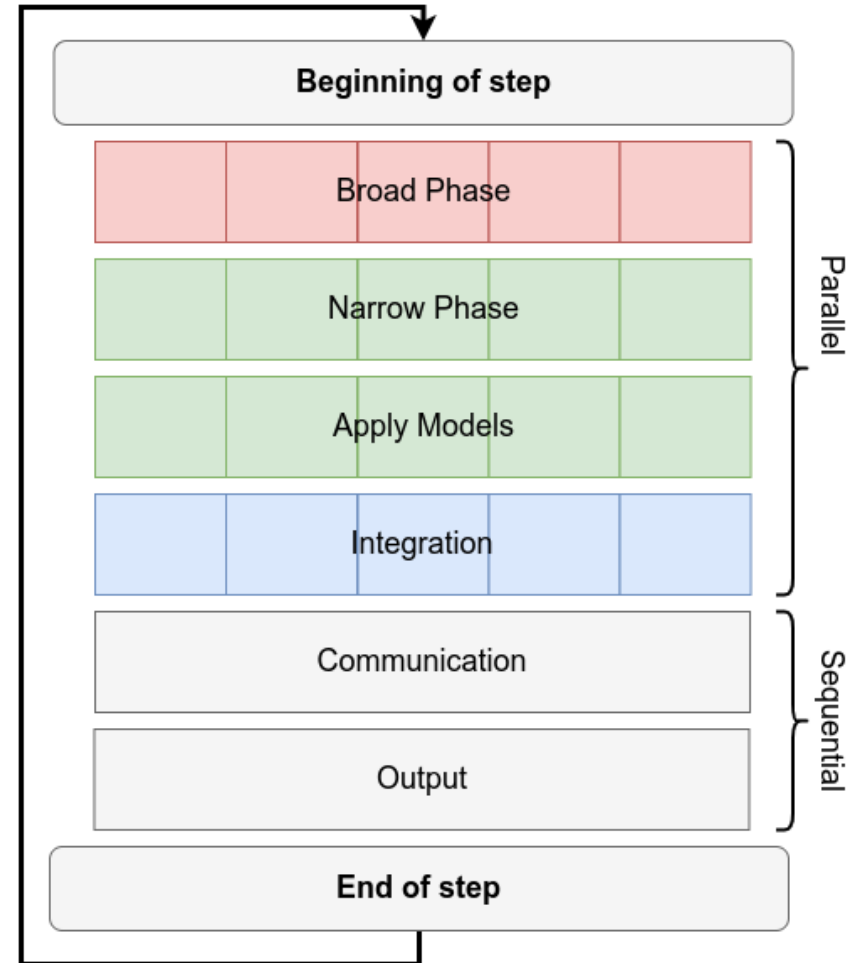 Beginning of step
Broad Phase
Narrow Phase
Apply Models
Integration
Parallel
Communication
Output
Sequential
End of step